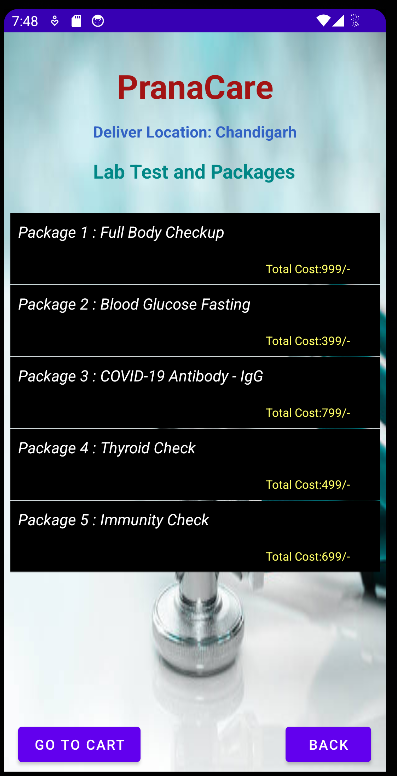 7:48
PranaCare
Deliver Location: Chandigarh
Lab Test and Packages
Package 1 : Full Body Checkup
Total Cost:999/-
Package 2 : Blood Glucose Fasting
Total Cost:399/-
Package 3 : COVID-19 Antibody - IgG
Total Cost:799/-
Package 4 : Thyroid Check
Total Cost:499/-
Package 5 : Immunity Check
Total Cost:699/-
GO TO CART
BACK